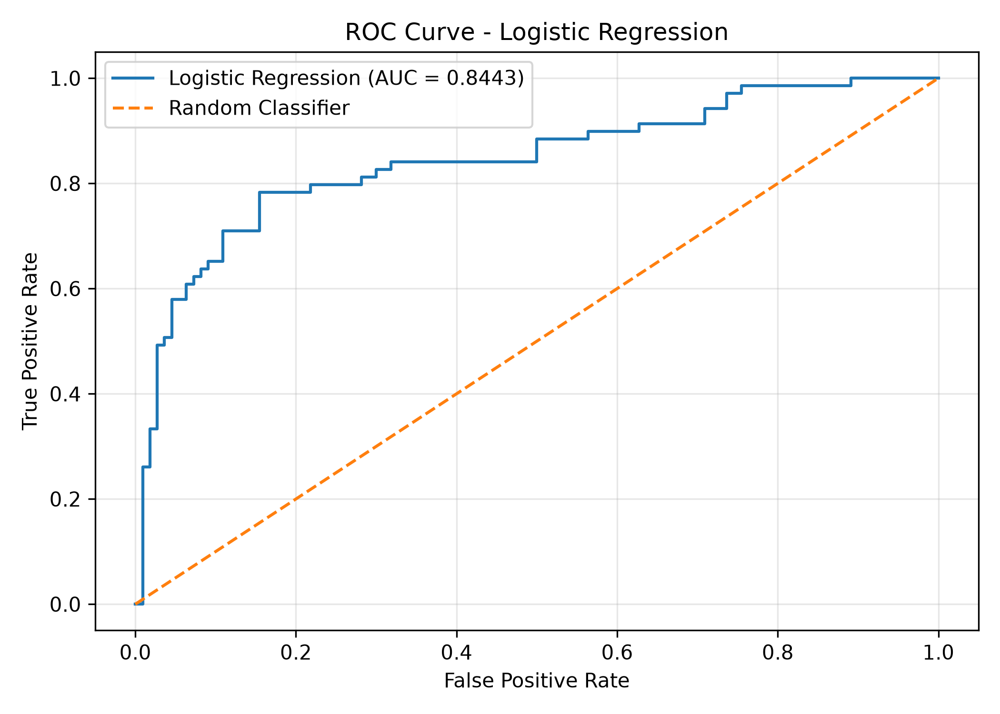 ROC Curve - Logistic Regression
Logistic Regression (AUC = 0.8443)
Random Classifier
True Positive Rate
1.0
0.8
0.6
0.4
0.2
0.0
0.0 0.2 0.4 0.6 0.8 1.0
False Positive Rate